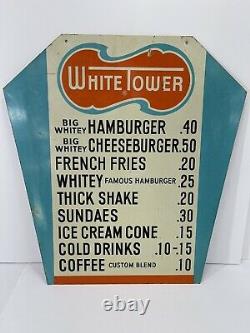 WHITE TOWER
BIG WHITEY HAMBURGER .40
BIG WHITEY CHEESEBURGER .50
FRENCH FRIES .20
WHITEY FAMOUS HAMBURGER .25
THICK SHAKE .20
SUNDAES .30
ICE CREAM CONE .15
COLD DRINKS .10-.15
COFFEE CUSTOM BLEND .10